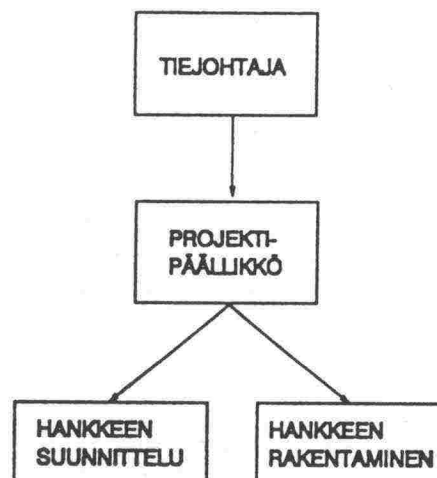 TIEJOHTAJA
PROJEKTI-
PÄÄLLIKKÖ
HANKKEEN
SUUNNITTELU
HANKKEEN
RAKENTAMINEN